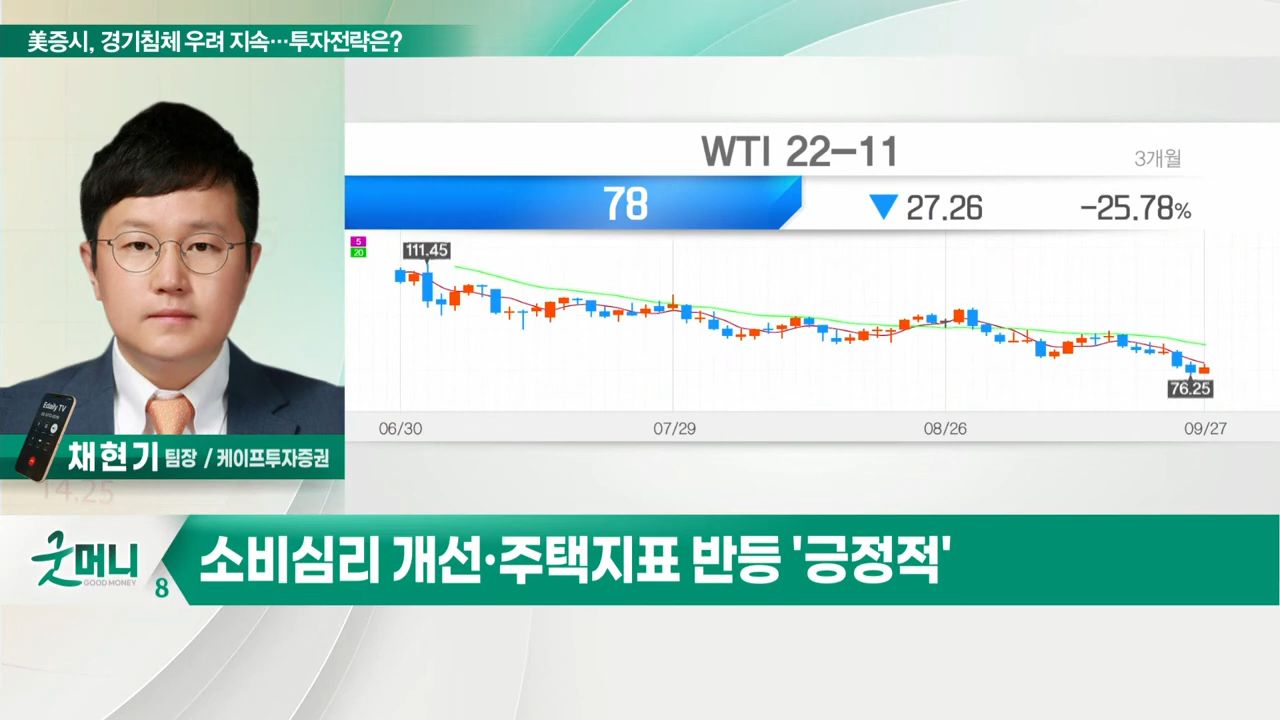 美증시, 경기침체 우려 지속…투자전략은?
WTI 22-11
3개월
78
▼ 27.26
-25.78%
5
20
111.45
76.25
06/30
07/29
08/26
09/27
Edaily TV
채현기 팀장 / 케이프투자증권
14.25
굿머니
GOOD MONEY
8
소비심리 개선·주택지표 반등 '긍정적'